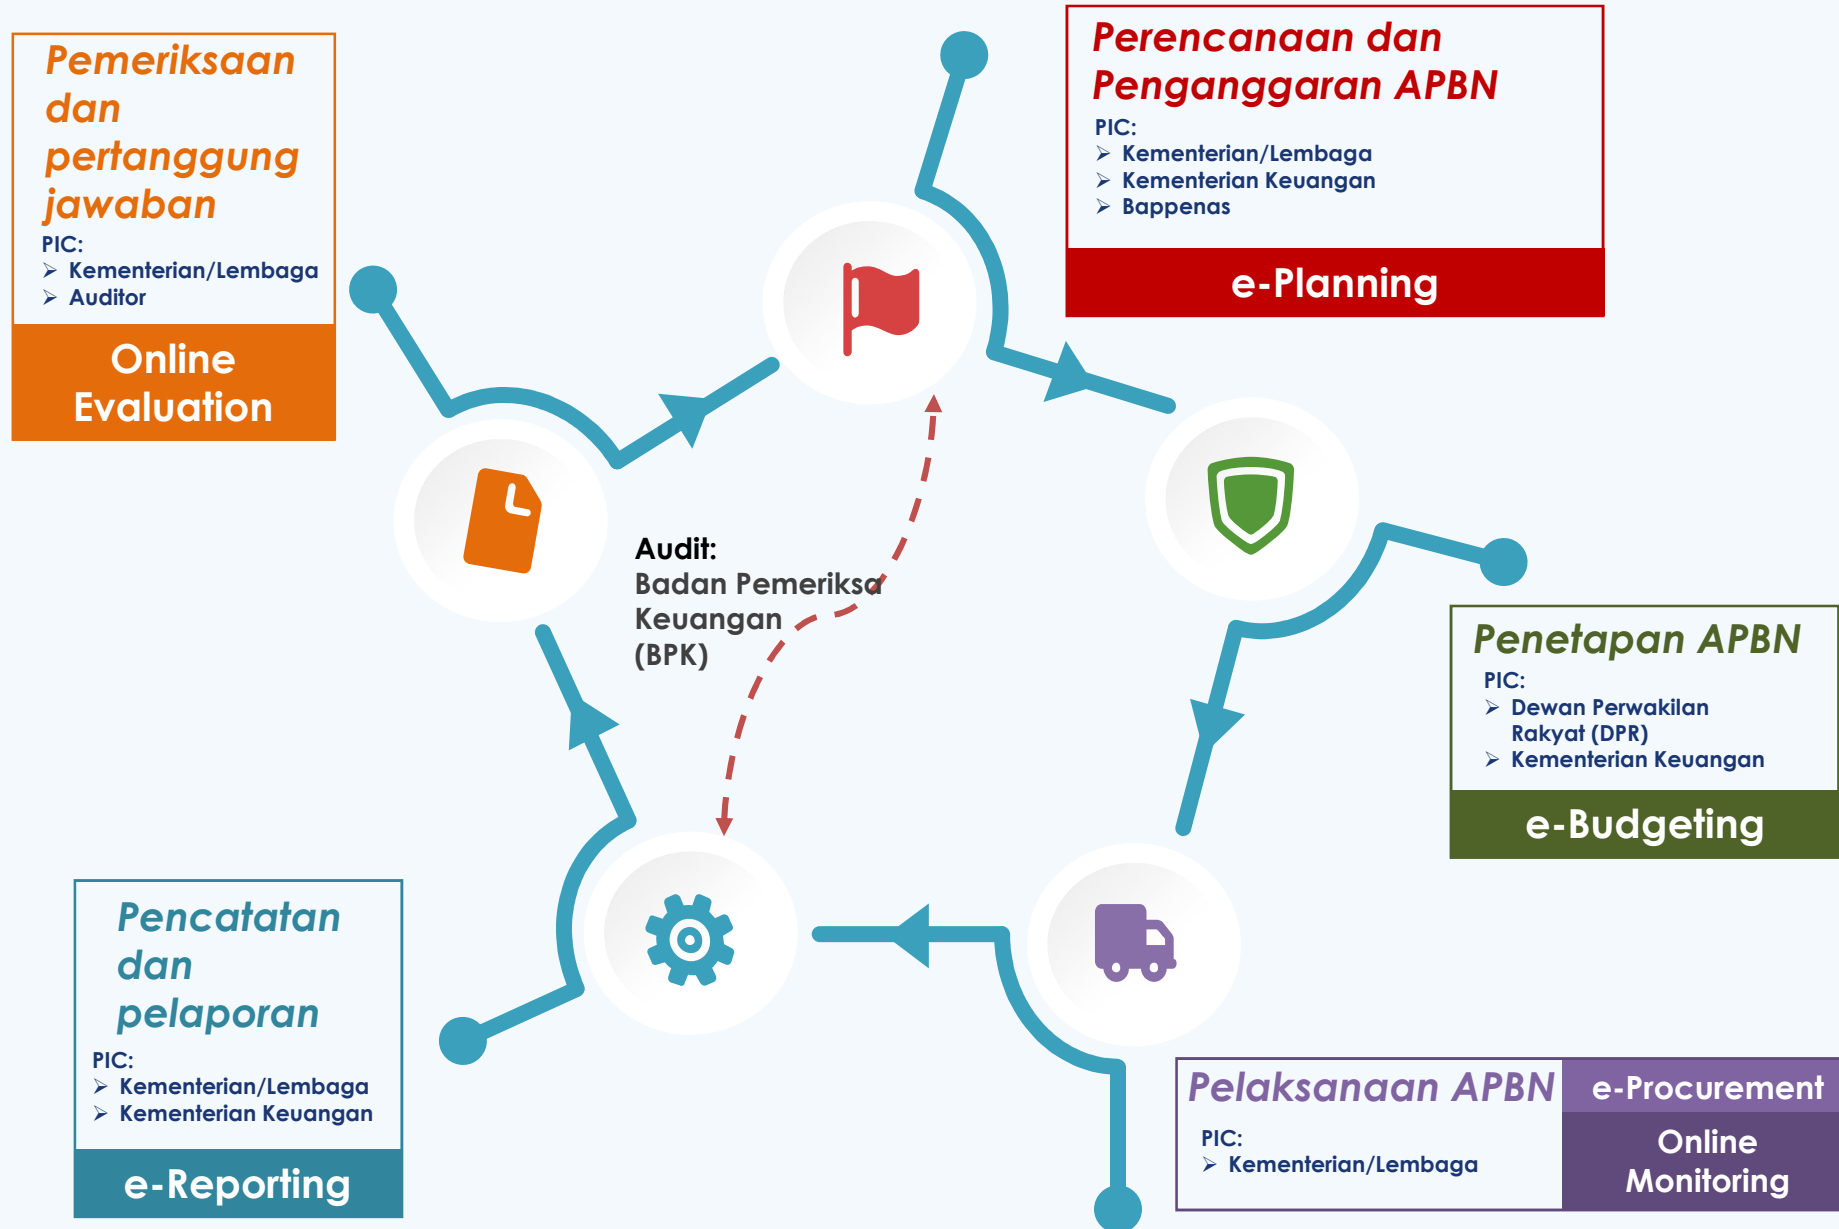 Pemeriksaan
dan
pertanggung
jawaban
PIC:
➢ Kementerian/Lembaga
➢ Auditor
Online
Evaluation
Perencanaan dan
Penganggaran APBN
PIC:
➢ Kementerian/Lembaga
➢ Kementerian Keuangan
➢ Bappenas
e-Planning
Audit:
Badan Pemeriksa
Keuangan
(BPK)
Penetapan APBN
PIC:
➢ Dewan Perwakilan
Rakyat (DPR)
➢ Kementerian Keuangan
e-Budgeting
Pencatatan
dan
pelaporan
PIC:
➢ Kementerian/Lembaga
➢ Kementerian Keuangan
e-Reporting
Pelaksanaan APBN
PIC:
➢ Kementerian/Lembaga
e-Procurement
Online
Monitoring